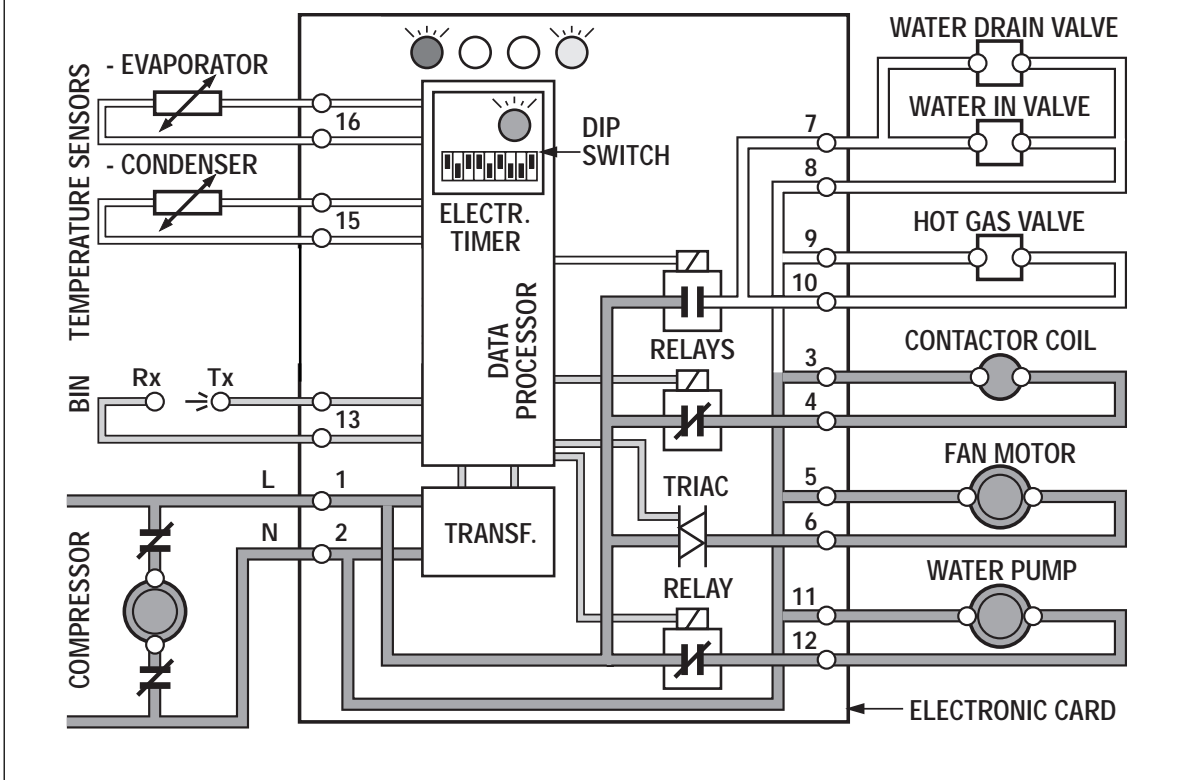 WATER DRAIN VALVE
- EVAPORATOR
TEMPERATURE SENSORS
16
- CONDENSER
15
DIP
SWITCH
ELECTR.
TIMER
DATA
PROCESSOR
WATER IN VALVE
7
8
HOT GAS VALVE
9
10
RELAYS
CONTACTOR COIL
3
4
BIN
Rx
Tx
13
FAN MOTOR
5
6
TRIAC
L
1
N
2
TRANSF.
COMPRESSOR
RELAY
WATER PUMP
11
12
ELECTRONIC CARD